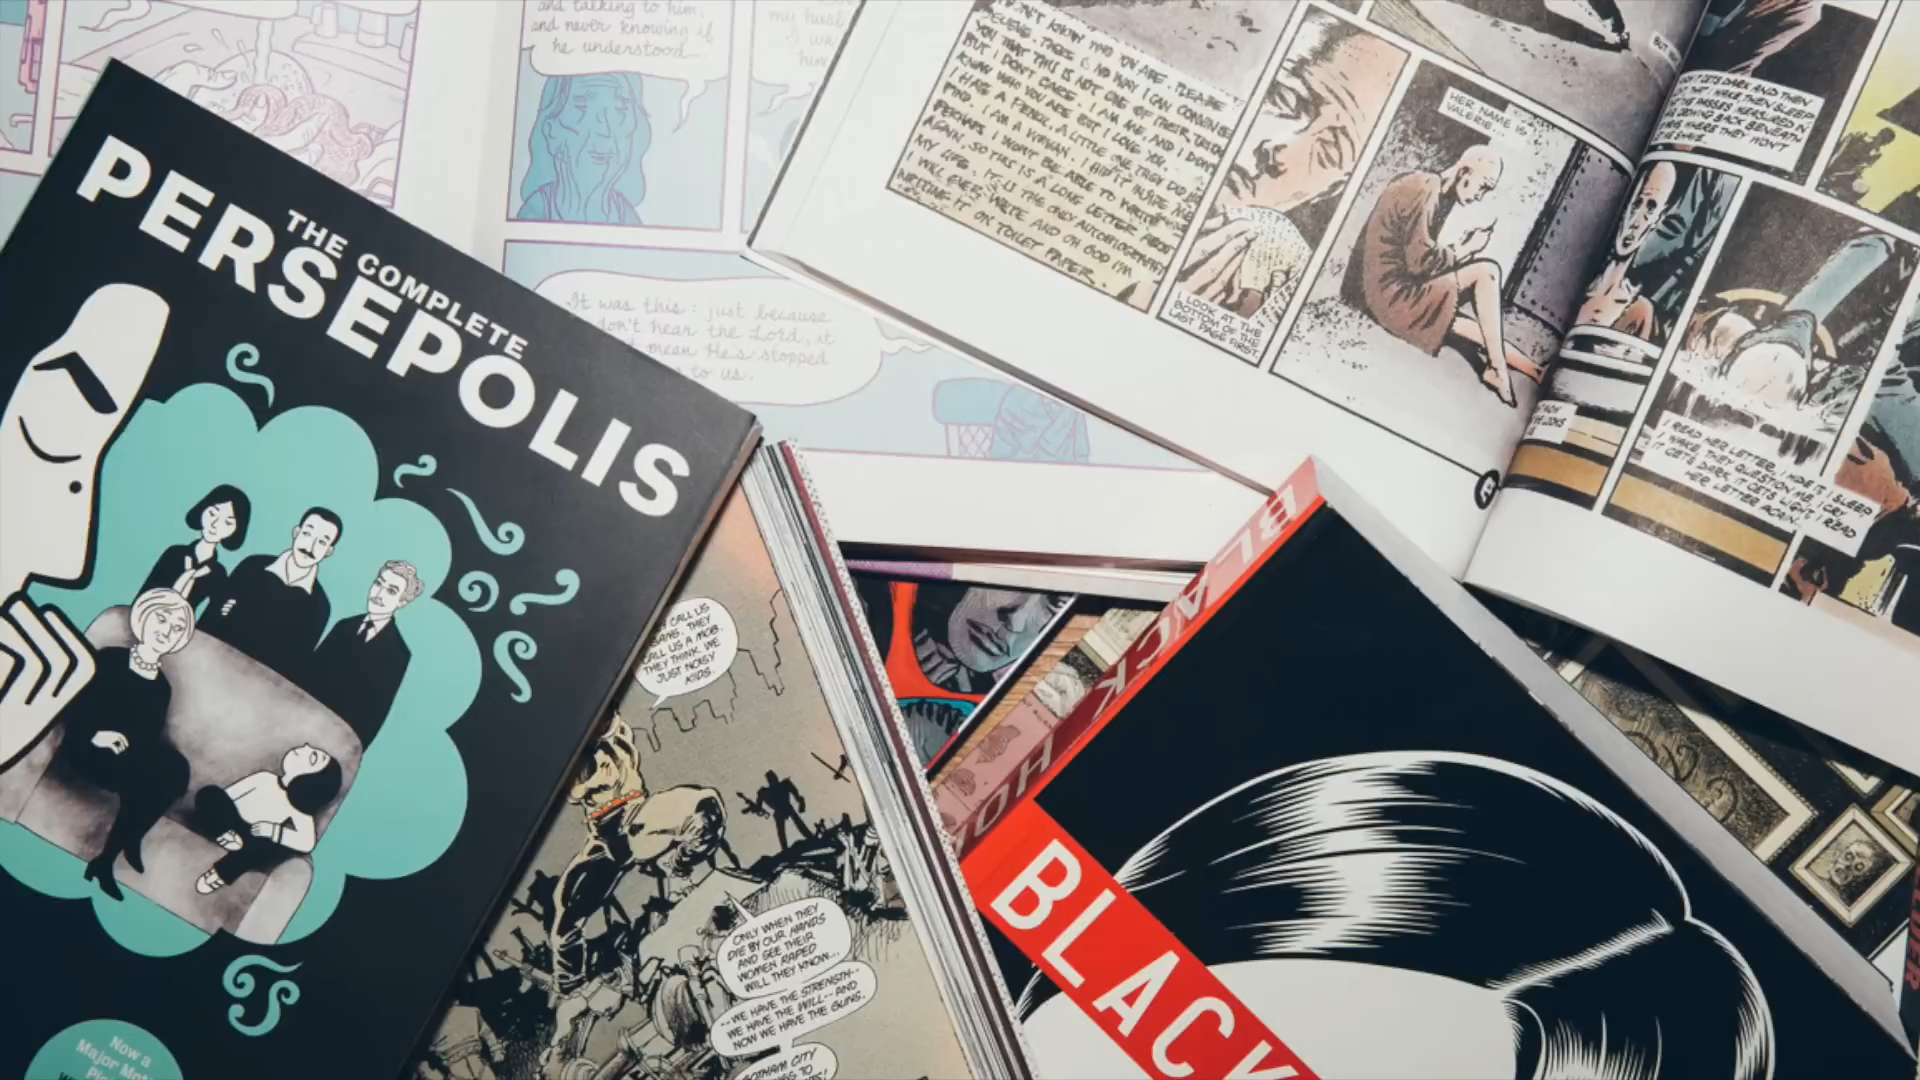 and talking to him,
and never knowing if
he understood...
THE COMPLETE
PERSEPOLIS
Now a
It was this: just because
don't hear the Lord, it
mean He's stopped
to us.
KNOW WHO YOU ARE. PLEASE
BELIEVE. THERE IS NO WAY I CAN CONVINCE
YOU THAT THIS IS NOT ONE OF THEIR TRICKS
BUT I DON'T CARE. I AM ME, AND I DON'T
KNOW WHO YOU ARE BUT I LOVE YOU.
I HAVE A PENCIL. A LITTLE ONE THEY DID NOT
FIND. I AM A WOMAN. I HID IT INSIDE ME.
PERHAPS I WON'T BE ABLE TO WRITE
AGAIN, SO THIS IS A LONG LETTER ABOUT
MY LIFE. IT IS THE ONLY AUTOBIOGRAPHY
I WILL EVER WRITE AND OH GOD I'M
WRITING IT ON TOILET PAPER.
I LOOK AT THE
BOTTOM OF THE
LAST PAGE FIRST.
HER NAME IS
VALERIE...
I READ HER LETTER, I HIDE IT, I SLEEP,
I WAKE, THEY QUESTION ME, I CRY,
IT GETS DARK, IT GETS LIGHT, I READ
HER LETTER AGAIN,
CALL US
GANG. THEY
CALL US A MOB.
THEY THINK WE
JUST NOISY
KIDS.
ONLY WHEN THEY
DIE BY OUR HANDS
AND SEE THEIR
WOMEN RAPED
WILL THEY KNOW...
--WE HAVE THE STRENGTH--
WE HAVE THE WILL--AND
NOW WE HAVE THE GUNS.
GOTHAM CITY
BLACK HOLE
BLACK